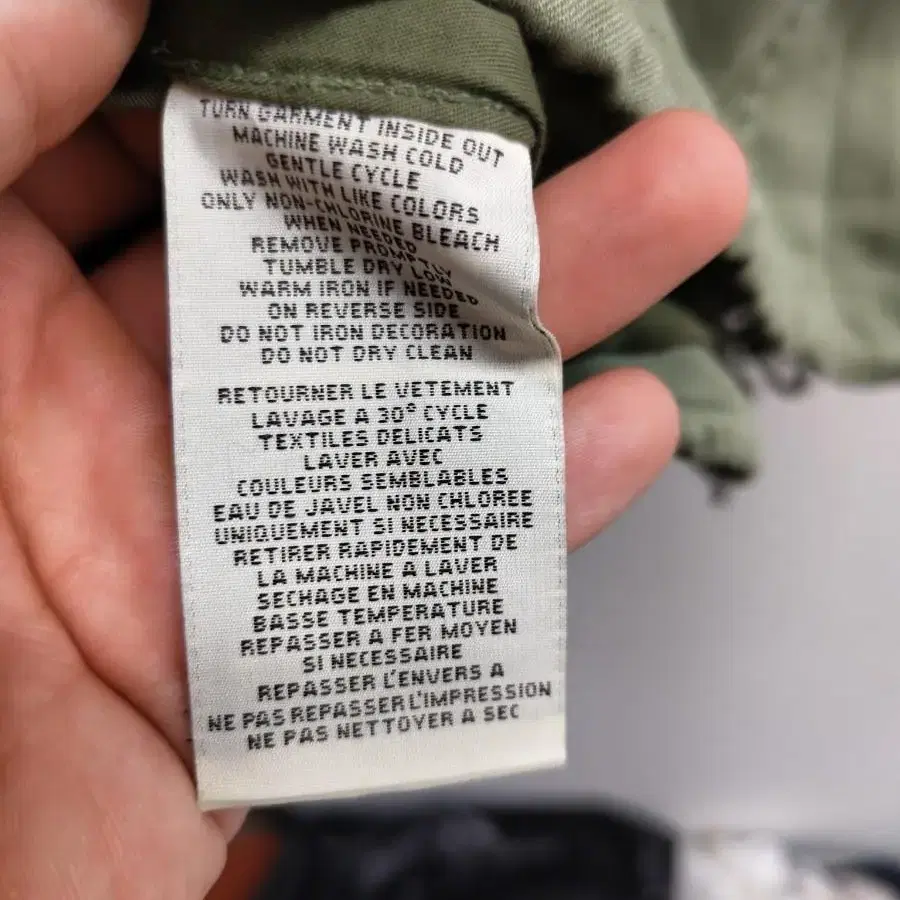 TURN GARMENT INSIDE OUT
MACHINE WASH COLD
GENTLE CYCLE
WASH WITH LIKE COLORS
ONLY NON-CHLORINE BLEACH
WHEN NEEDED
REMOVE PROMPTLY
TUMBLE DRY LOW
WARM IRON IF NEEDED
ON REVERSE SIDE
DO NOT IRON DECORATION
DO NOT DRY CLEAN
RETOURNER LE VETEMENT
LAVAGE A 30° CYCLE
TEXTILES DELICATS
LAVER AVEC
COULEURS SEMBLABLES
EAU DE JAVEL NON CHLOREE
UNIQUEMENT SI NECESSAIRE
RETIRER RAPIDEMENT DE
LA MACHINE A LAVER
SECHAGE EN MACHINE
BASSE TEMPERATURE
REPASSER A FER MOYEN
SI NECESSAIRE
REPASSER L'ENVERS A
NE PAS REPASSER L'IMPRESSION
NE PAS NETTOYER A SEC